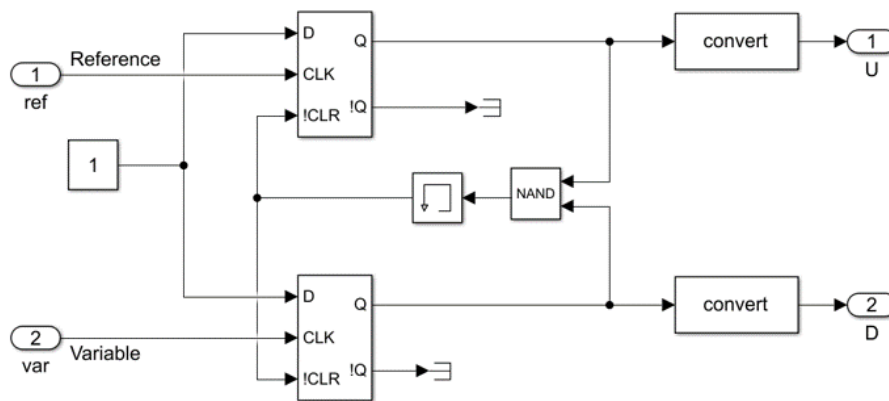 D
Q
convert
1
U
1
Reference
ref
CLK
!CLR
!Q
1
NAND
D
Q
convert
2
D
2
Variable
var
CLK
!CLR
!Q